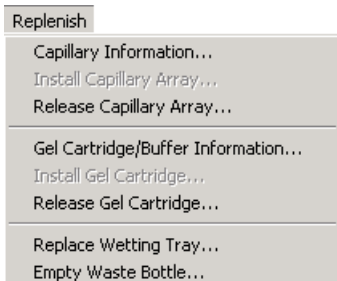 Replenish
Capillary Information...
Install Capillary Array...
Release Capillary Array...
Gel Cartridge/Buffer Information...
Install Gel Cartridge...
Release Gel Cartridge...
Replace Wetting Tray...
Empty Waste Bottle...